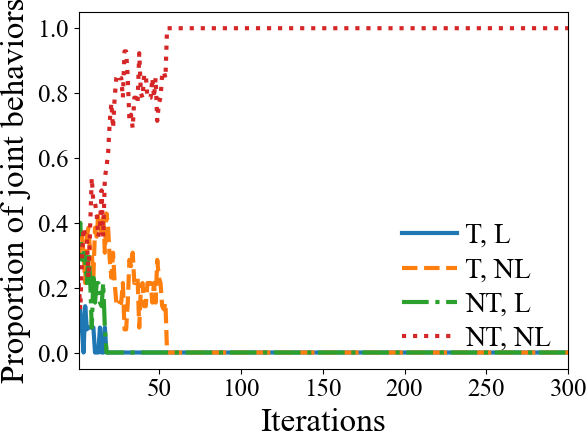 Proportion of joint behaviors
1.0
0.8
0.6
0.4
0.2
0.0
T, L
T, NL
NT, L
NT, NL
50 100 150 200 250 300
Iterations